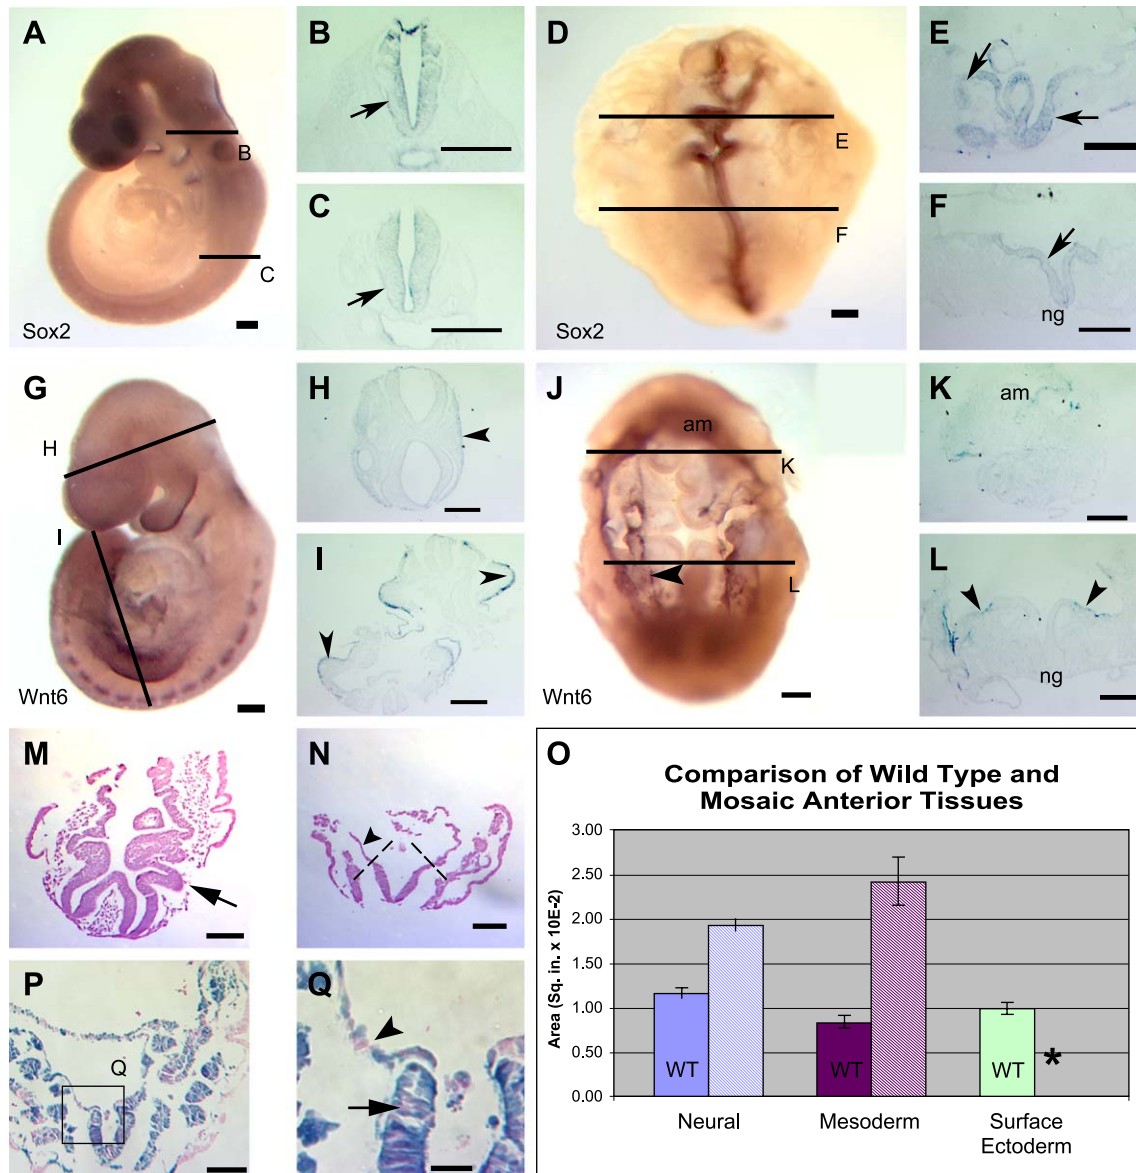 A
B
Sox2
C
B
C
D
E
F
Sox2
E
F
ng
G
H
I
Wnt6
H
I
J
am
K
L
Wnt6
K
am
L
ng
M
N
P
Q
Q
O
Comparison of Wild Type and
Mosaic Anterior Tissues
Area (Sq. in. x 10E-2)
3.00
2.50
2.00
1.50
1.00
0.50
0.00
WT
WT
WT
*
Neural
Mesoderm
Surface
Ectoderm